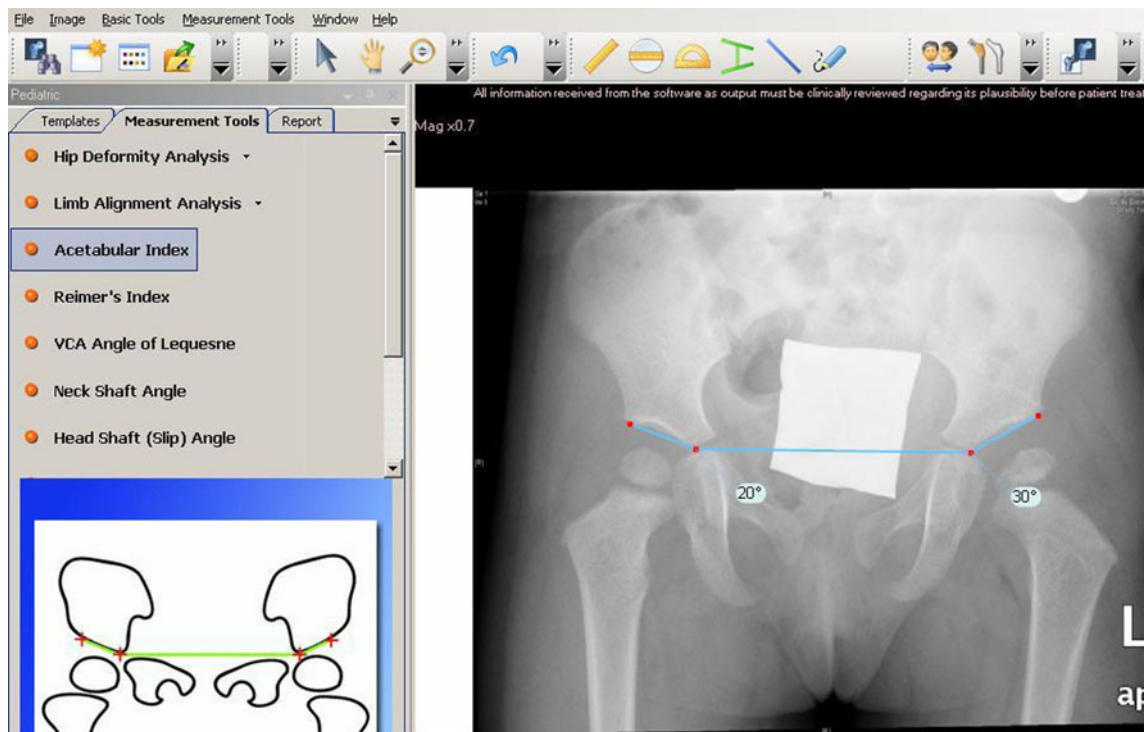 File Image Basic Tools Measurement Tools Window Help
Pediatric
All information received from the software as output must be clinically reviewed regarding its plausibility before patient treat
Templates Measurement Tools Report
Mag x0.7
Hip Deformity Analysis
Limb Alignment Analysis
Acetabular Index
Reimer's Index
VCA Angle of Lequesne
Neck Shaft Angle
Head Shaft (Slip) Angle
20°
30°
L
ap